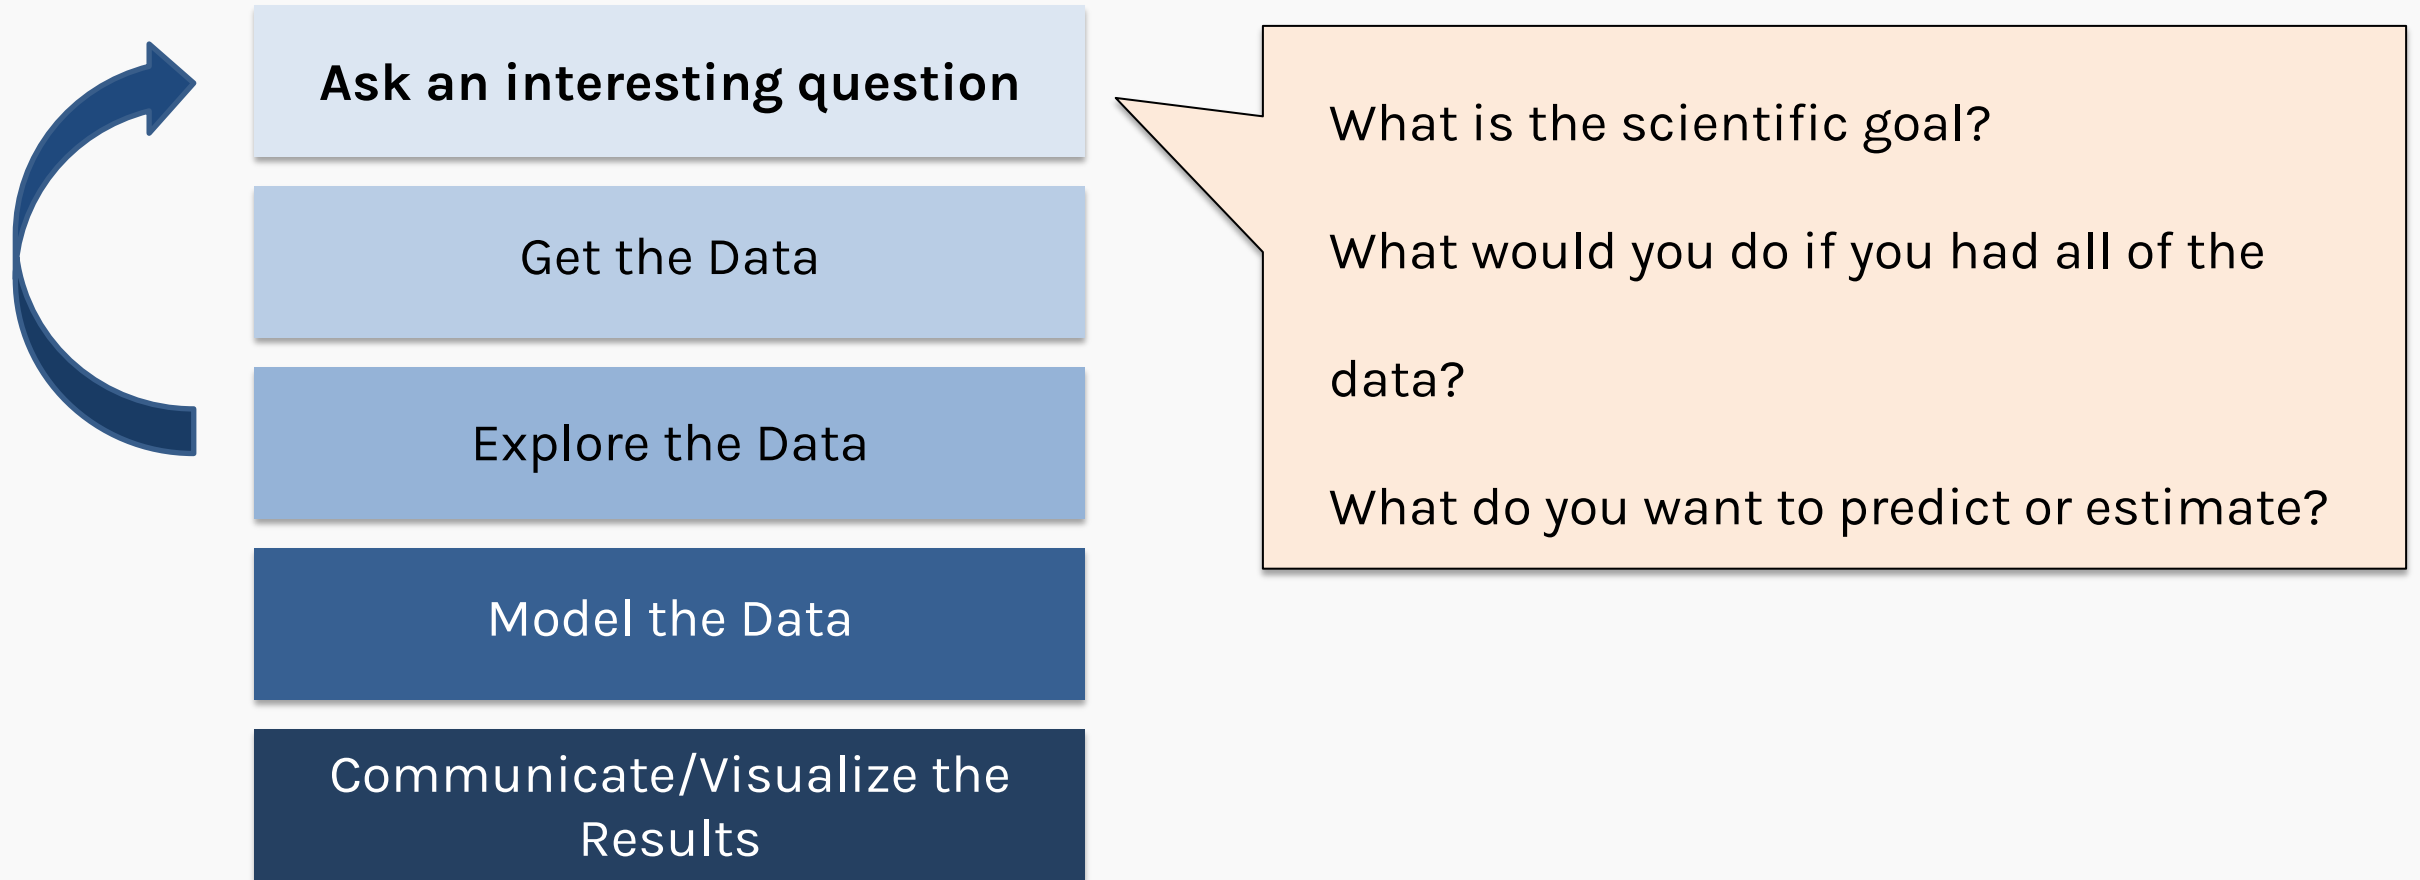 Ask an interesting question
Get the Data
Explore the Data
Model the Data
Communicate/Visualize the
Results
What is the scientific goal?
What would you do if you had all of the
data?
What do you want to predict or estimate?